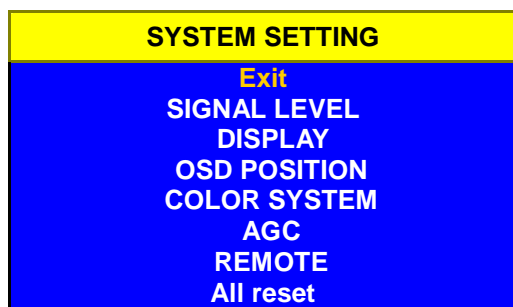 SYSTEM SETTING
Exit
SIGNAL LEVEL
DISPLAY
OSD POSITION
COLOR SYSTEM
AGC
REMOTE
All reset